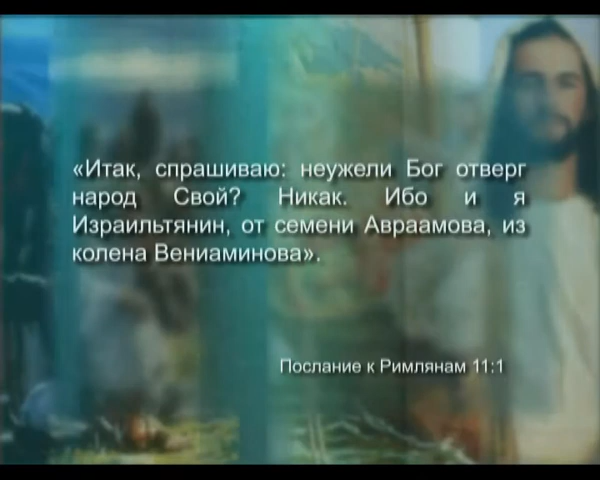 «Итак, спрашиваю: неужели Бог отверг
народ Свой? Никак. Ибо и я
Израильтянин, от семени Авраамова, из
колена Вениаминова».
Послание к Римлянам 11:1